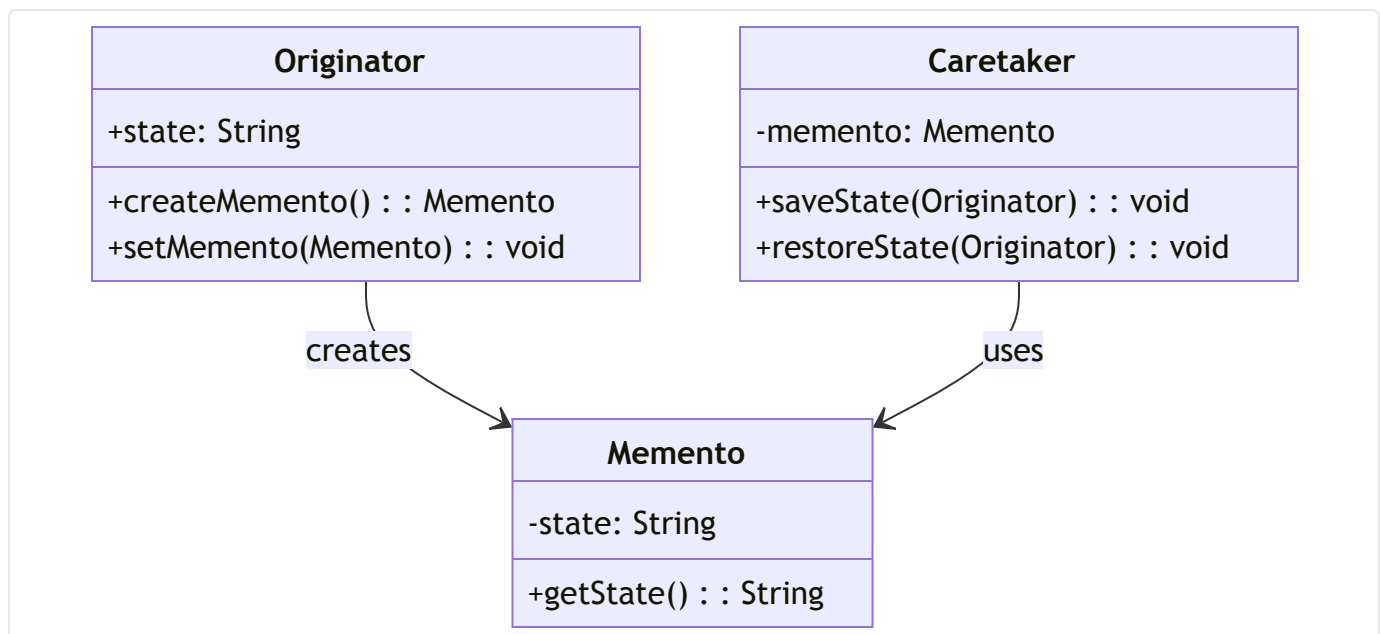 Originator
+state: String
+createMemento() : : Memento
+setMemento(Memento) : : void
Caretaker
-memento: Memento
+saveState(Originator) : : void
+restoreState(Originator) : : void
creates
uses
Memento
-state: String
+getState() : : String